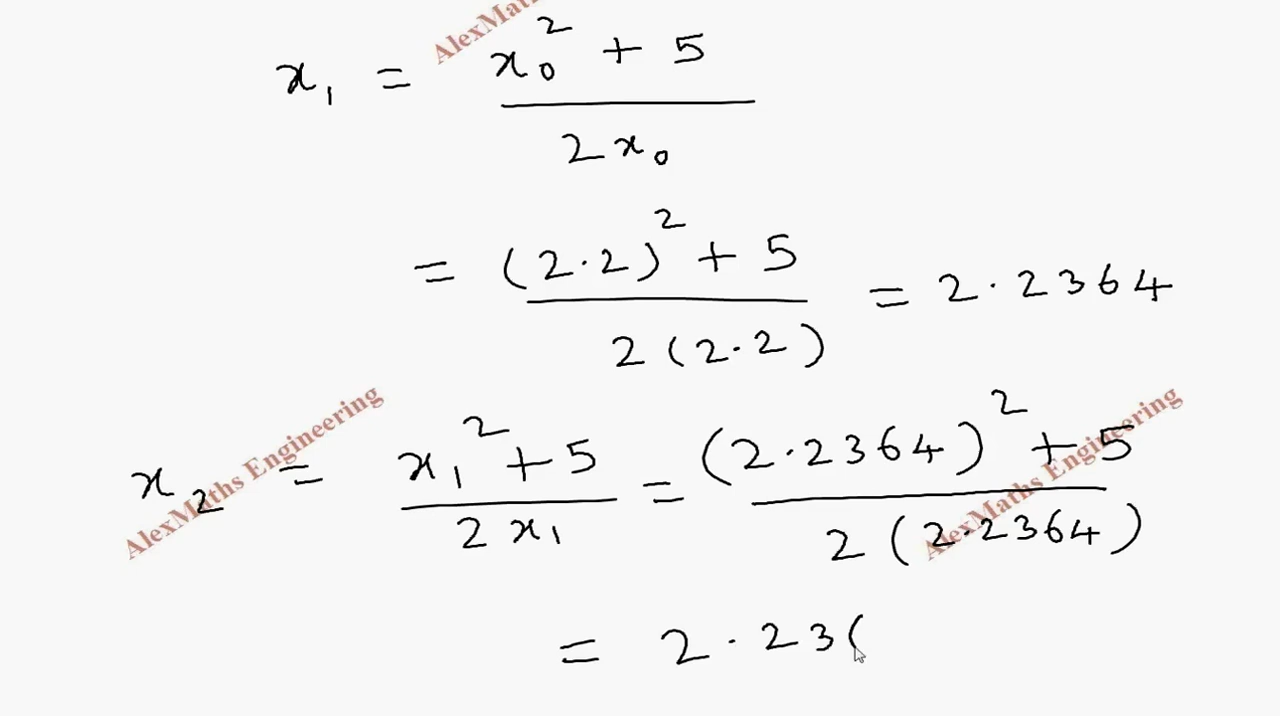 AlexMat
x₁ = x₀² + 5 / 2x₀
= (2.2)² + 5 / 2(2.2) = 2.2364
x₂ = x₁² + 5 / 2x₁ = (2.2364)² + 5 / 2(2.2364)
AlexMaths Engineering
AlexMaths Engineering
= 2.23